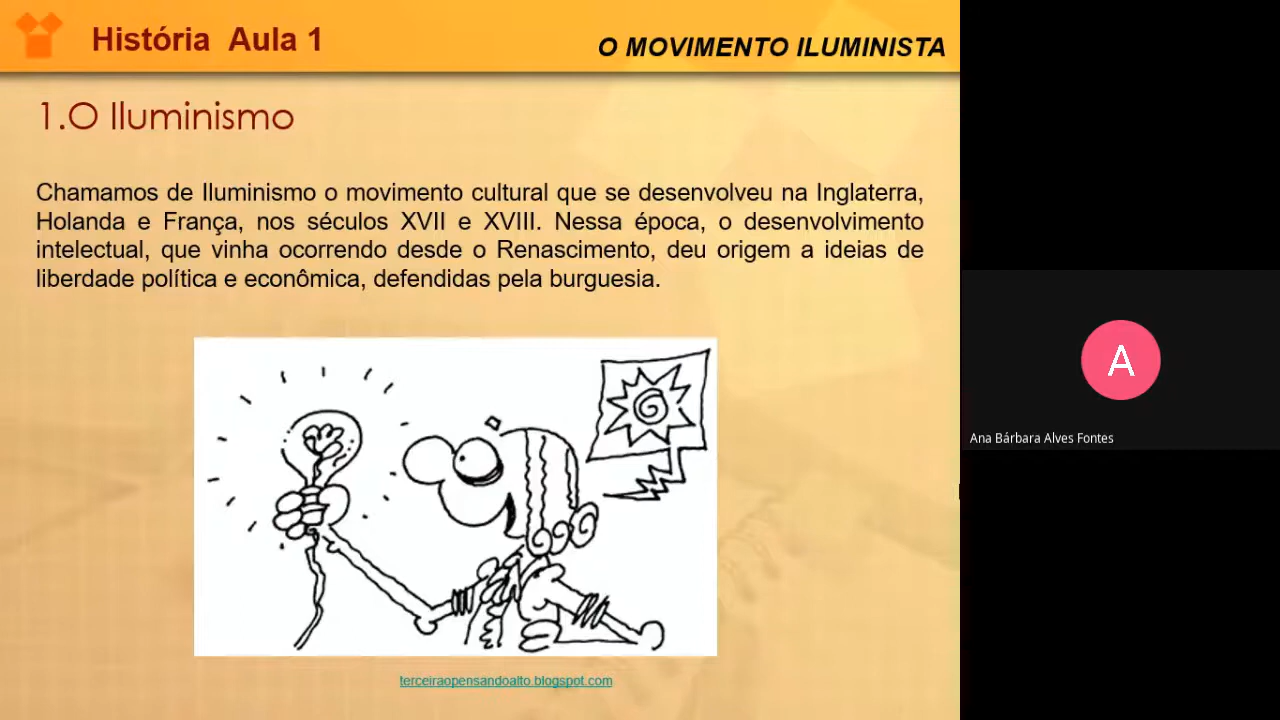 História Aula 1
O MOVIMENTO ILUMINISTA
1.O Iluminismo
Chamamos de Iluminismo o movimento cultural que se desenvolveu na Inglaterra,
Holanda e França, nos séculos XVII e XVIII. Nessa época, o desenvolvimento
intelectual, que vinha ocorrendo desde o Renascimento, deu origem a ideias de
liberdade política e econômica, defendidas pela burguesia.
terceiraopensandoalto.blogspot.com
A
Ana Bárbara Alves Fontes